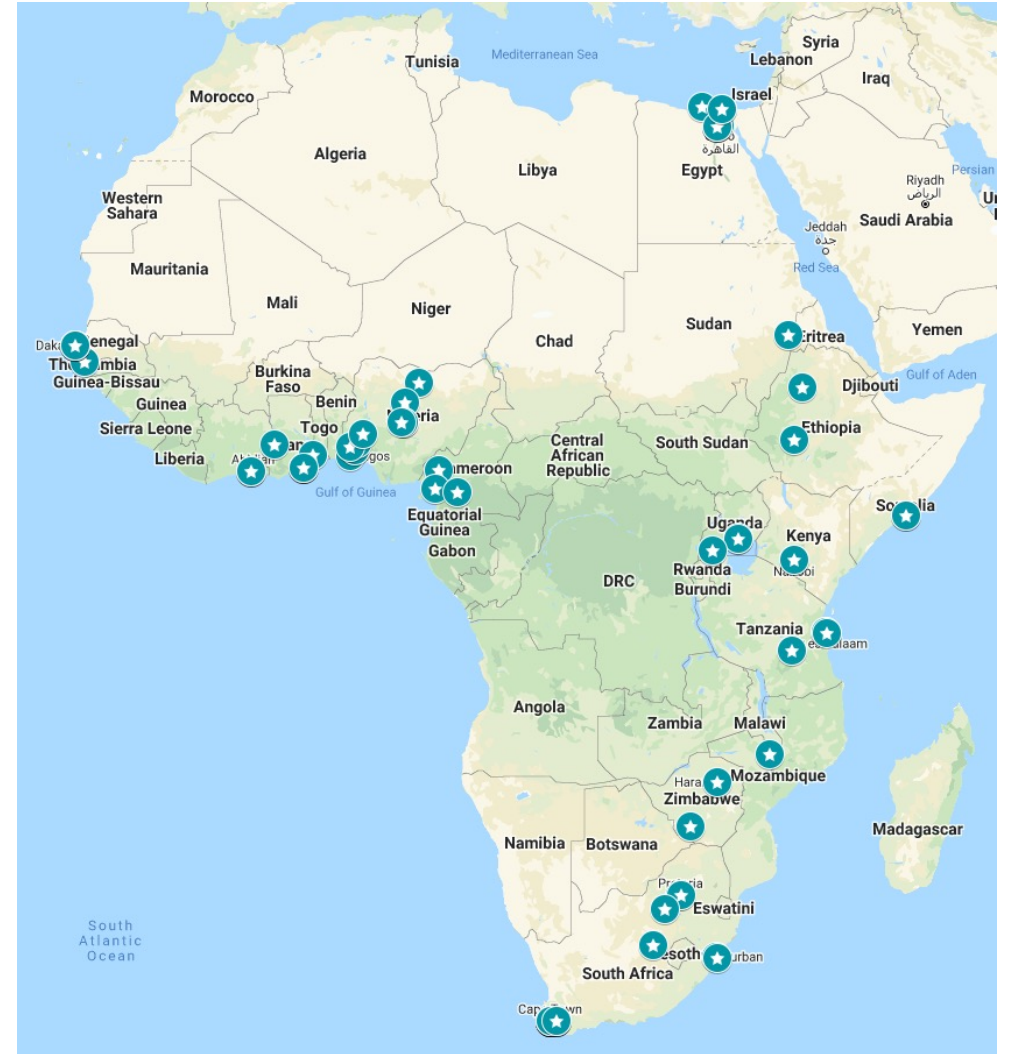 Syria
Mediterranean Sea
Lebanon
Tunisia
Iraq
Israel
Morocco
Algeria
القاهرة
Libya
Egypt
Persian
Riyadh
الرياض
Western
Sahara
Saudi Arabia
Jeddah
جدة
Red Sea
Mauritania
Mali
Niger
Sudan
Yemen
Chad
Gulf of Aden
Burkina
Faso
Djibouti
Guinea-Bissau
Benin
Guinea
Togo
Sierra Leone
Ethiopia
Central
African
Republic
South Sudan
Liberia
Gulf of Guinea
Equatorial
Guinea
Uganda
Kenya
Gabon
Rwanda
DRC
Burundi
Tanzania
Angola
Zambia
Malawi
Mozambique
Zimbabwe
Madagascar
Namibia
Botswana
Eswatini
South
Atlantic
Ocean
South Africa